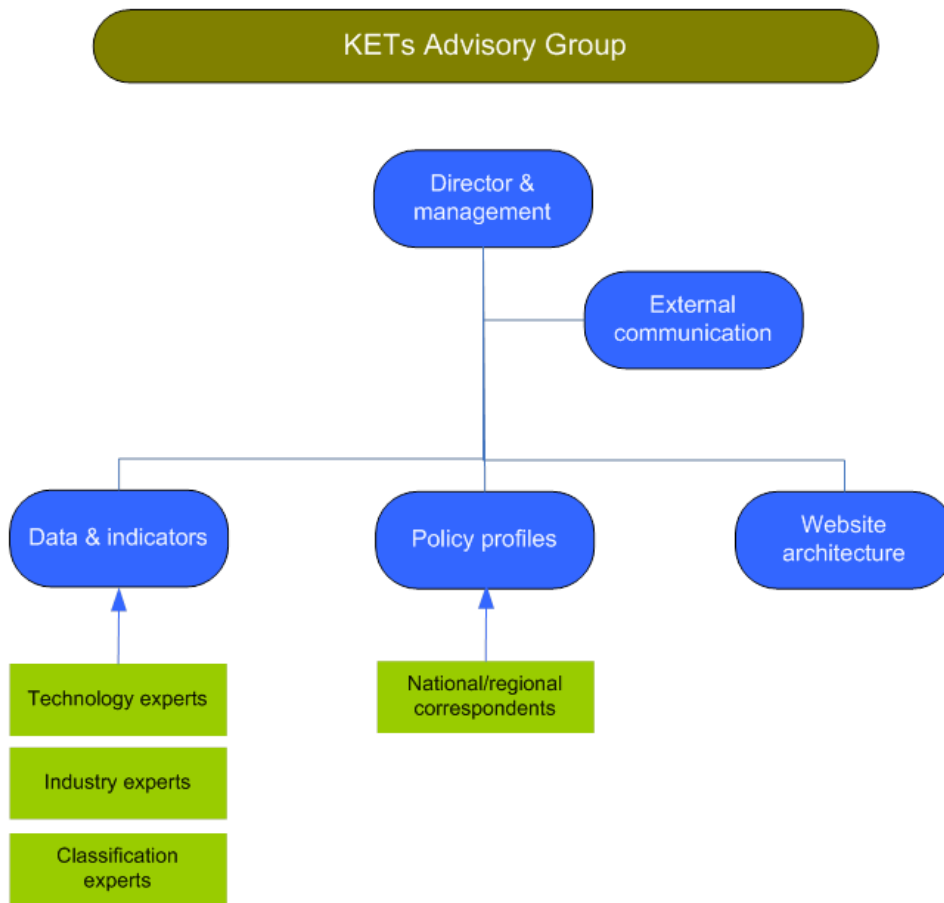 KETs Advisory Group
Director &
management
External
communication
Data & indicators
Policy profiles
Website
architecture
Technology experts
National/regional
correspondents
Industry experts
Classification
experts